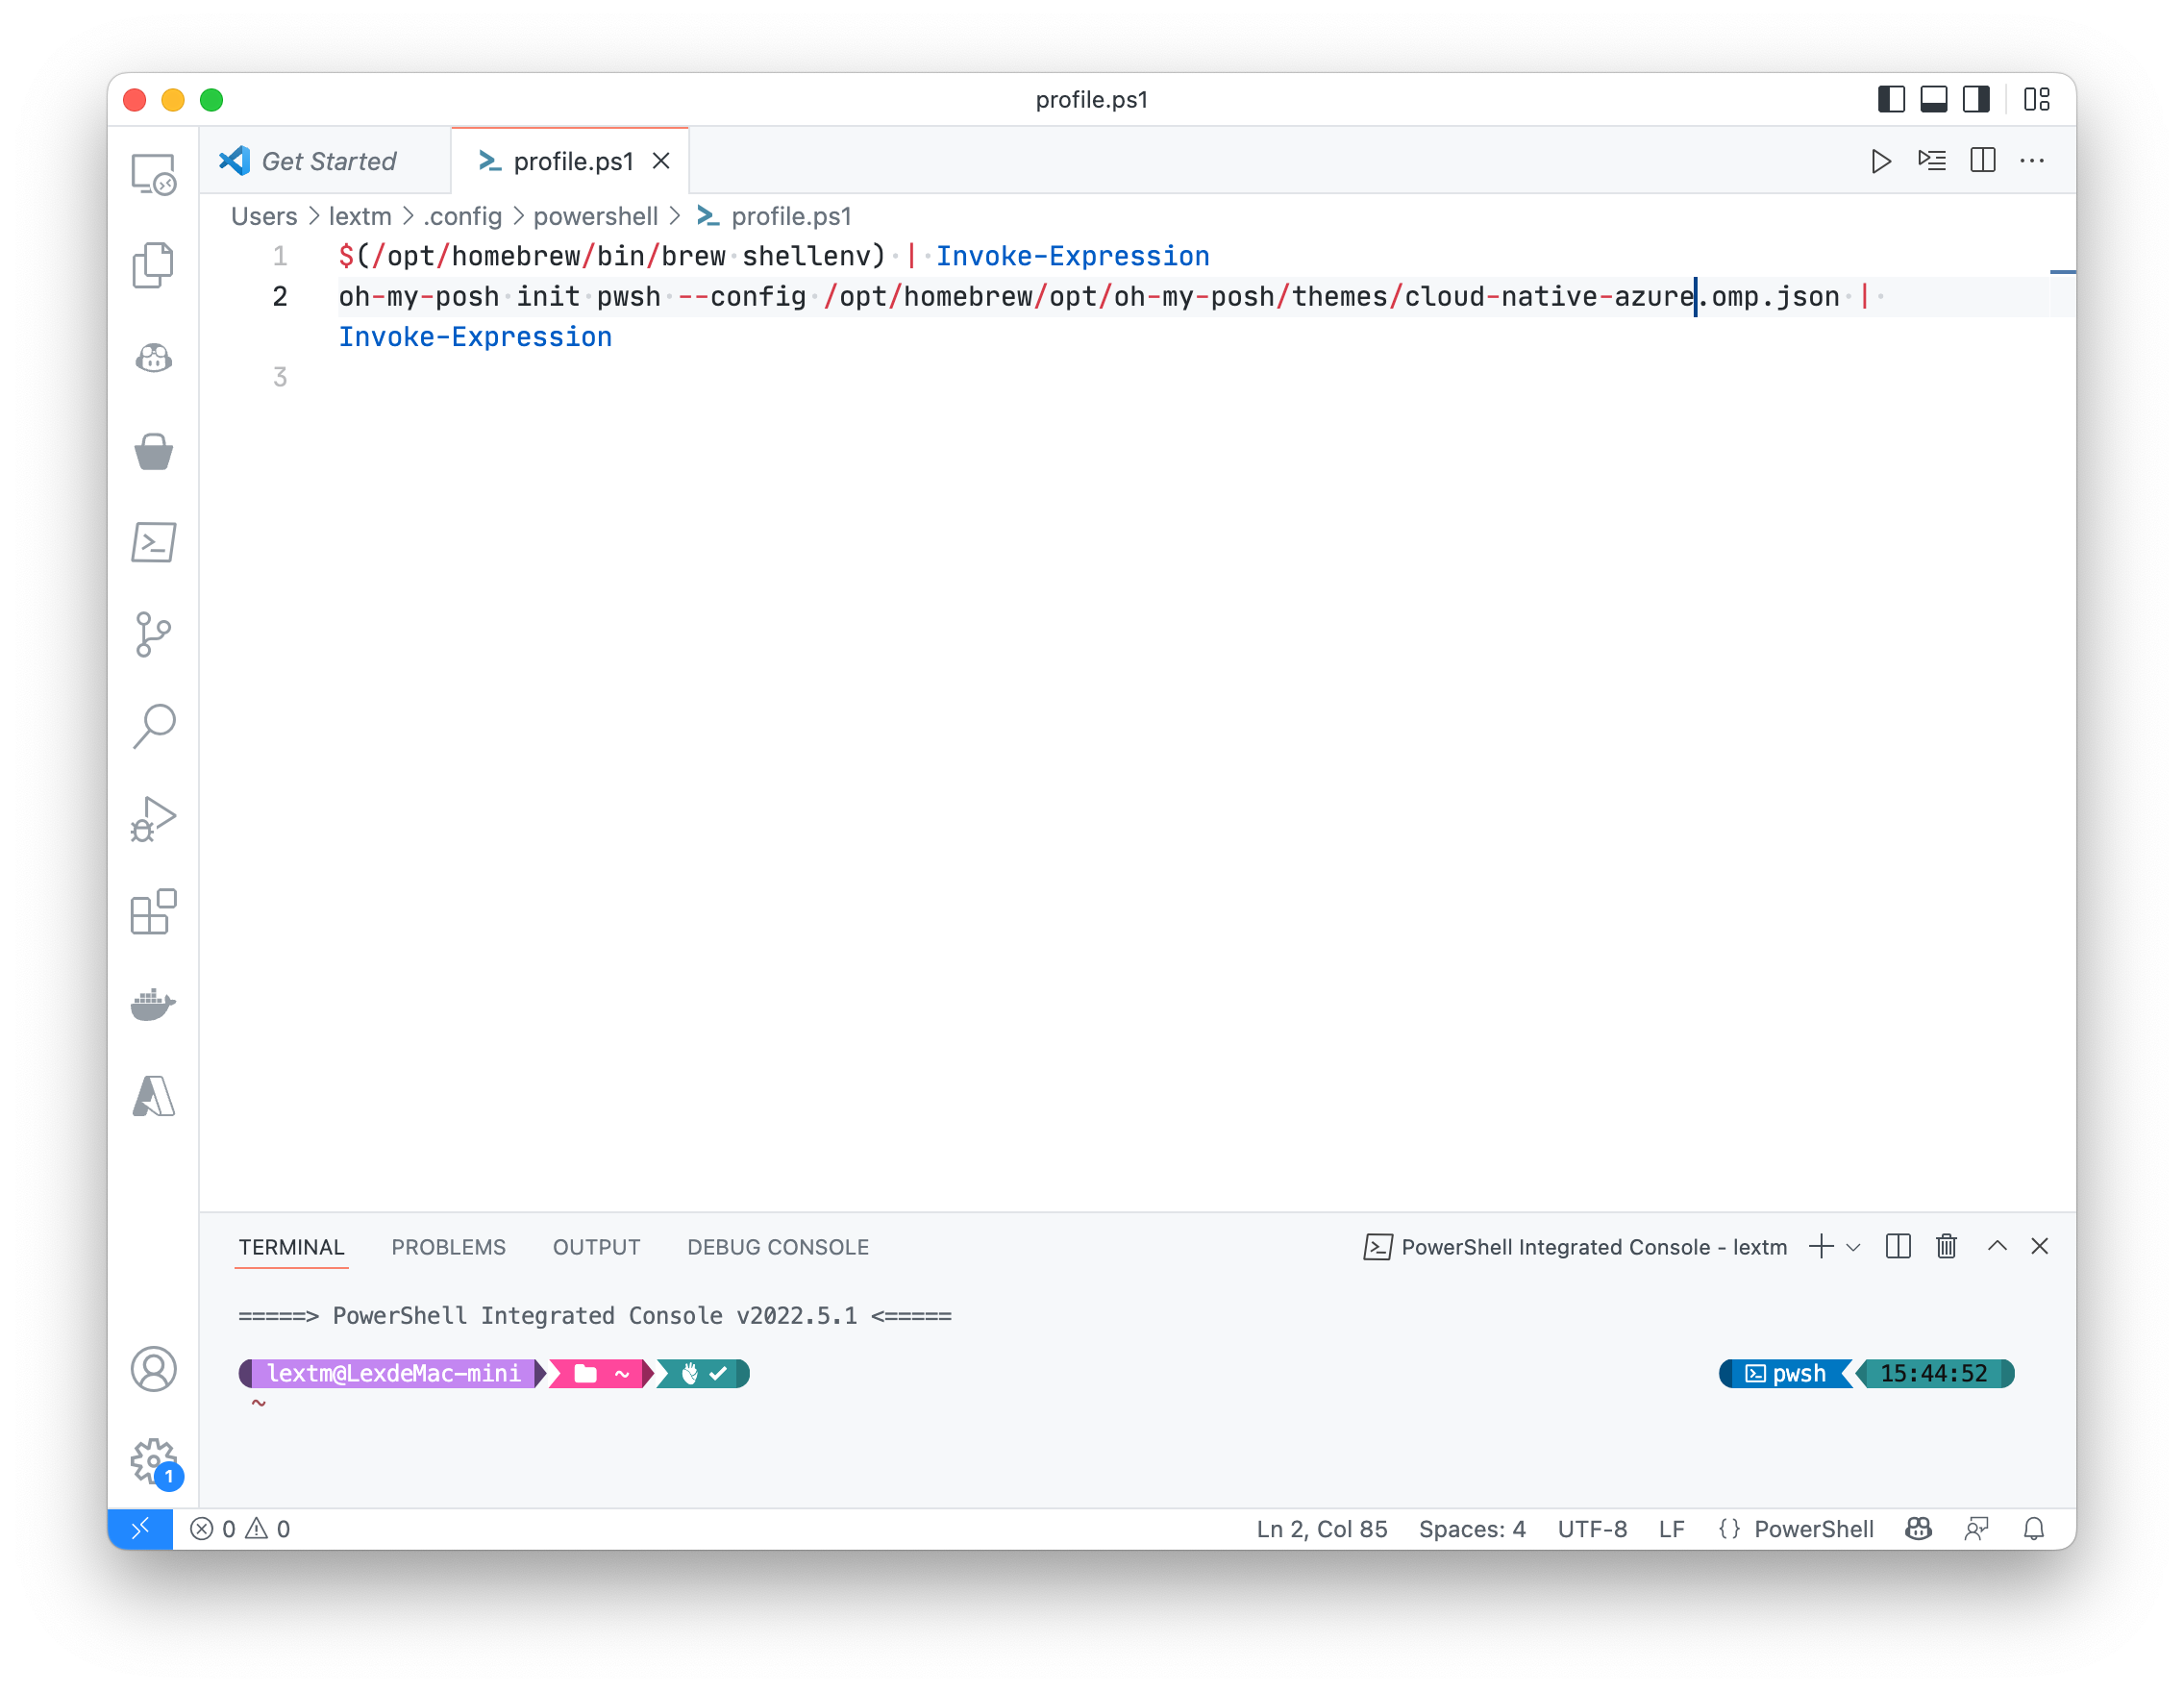 profile.ps1
Get Started
profile.ps1
Users > lextm > .config > powershell > profile.ps1
1 $(/opt/homebrew/bin/brew shellenv) | Invoke-Expression
2 oh-my-posh init pwsh --config /opt/homebrew/opt/oh-my-posh/themes/cloud-native-azure.omp.json |
Invoke-Expression
3
TERMINAL PROBLEMS OUTPUT DEBUG CONSOLE PowerShell Integrated Console - lextm
=====> PowerShell Integrated Console v2022.5.1 <=====
lextm@LexdeMac-mini ~ pwsh 15:44:52
~
1
0 0 Ln 2, Col 85 Spaces: 4 UTF-8 LF {} PowerShell